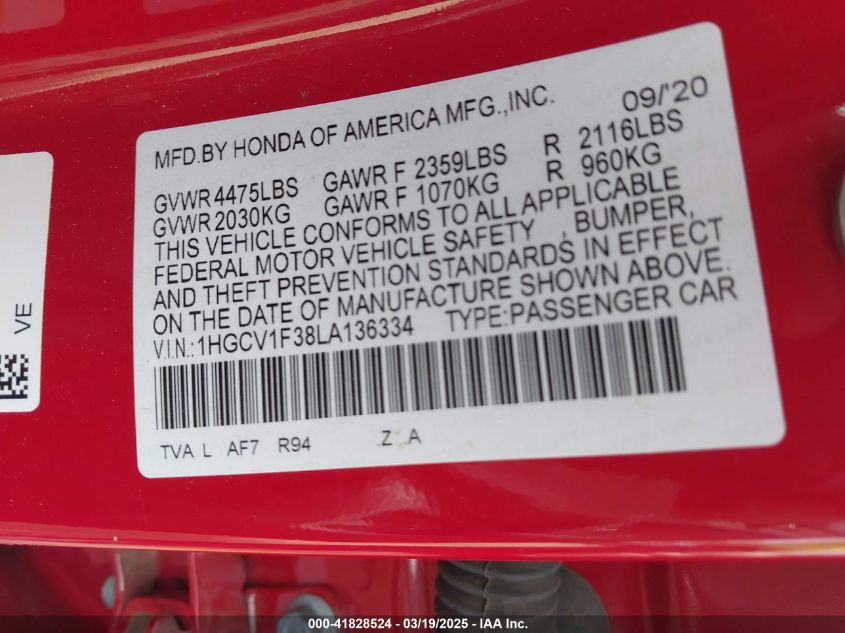 MFD.BY HONDA OF AMERICA MFG.,INC. 09/'20
GVWR 4475LBS GAWR F 2359LBS R 2116LBS
GVWR 2030KG GAWR F 1070KG R 960KG
THIS VEHICLE CONFORMS TO ALL APPLICABLE
FEDERAL MOTOR VEHICLE SAFETY , BUMPER,
AND THEFT PREVENTION STANDARDS IN EFFECT
ON THE DATE OF MANUFACTURE SHOWN ABOVE.
V.I.N.: 1HGCV1F38LA136334 TYPE:PASSENGER CAR
TVA L AF7 R94 .Z .A
VE
000-41828524 - 03/19/2025 - IAA Inc.